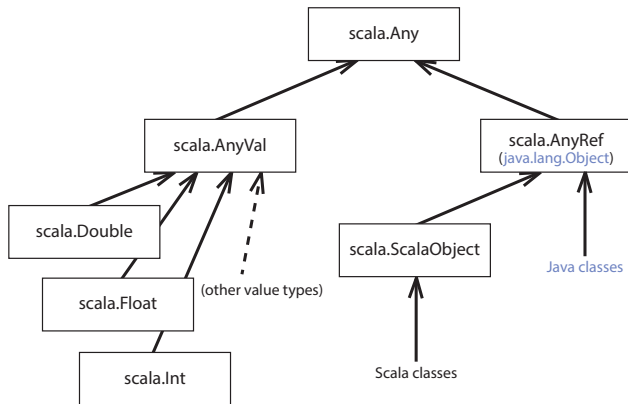 scala.Any
scala.AnyVal
scala.AnyRef
(java.lang.Object)
scala.Double
scala.ScalaObject
Java classes
scala.Float
(other value types)
scala.Int
Scala classes